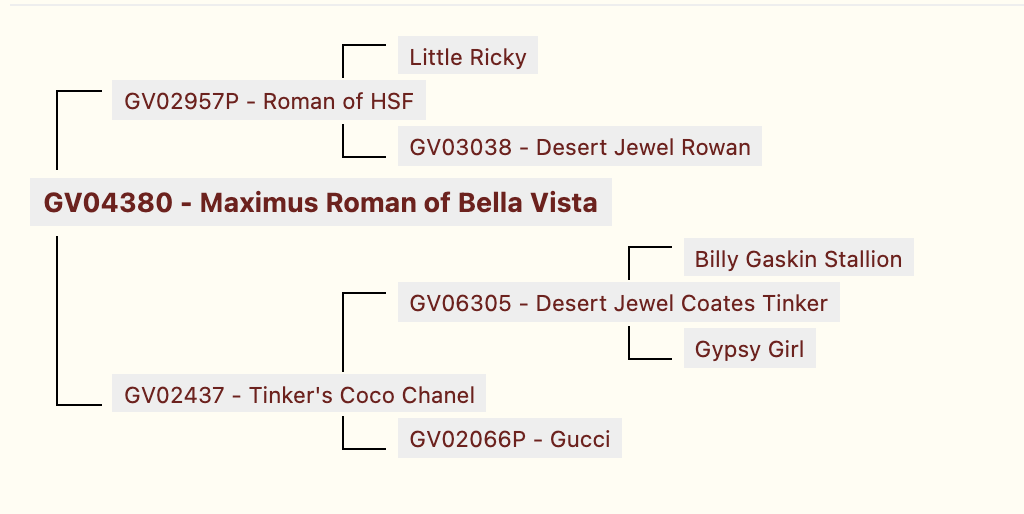 Little Ricky
GV02957P - Roman of HSF
GV03038 - Desert Jewel Rowan
GV04380 - Maximus Roman of Bella Vista
Billy Gaskin Stallion
GV06305 - Desert Jewel Coates Tinker
Gypsy Girl
GV02437 - Tinker's Coco Chanel
GV02066P - Gucci